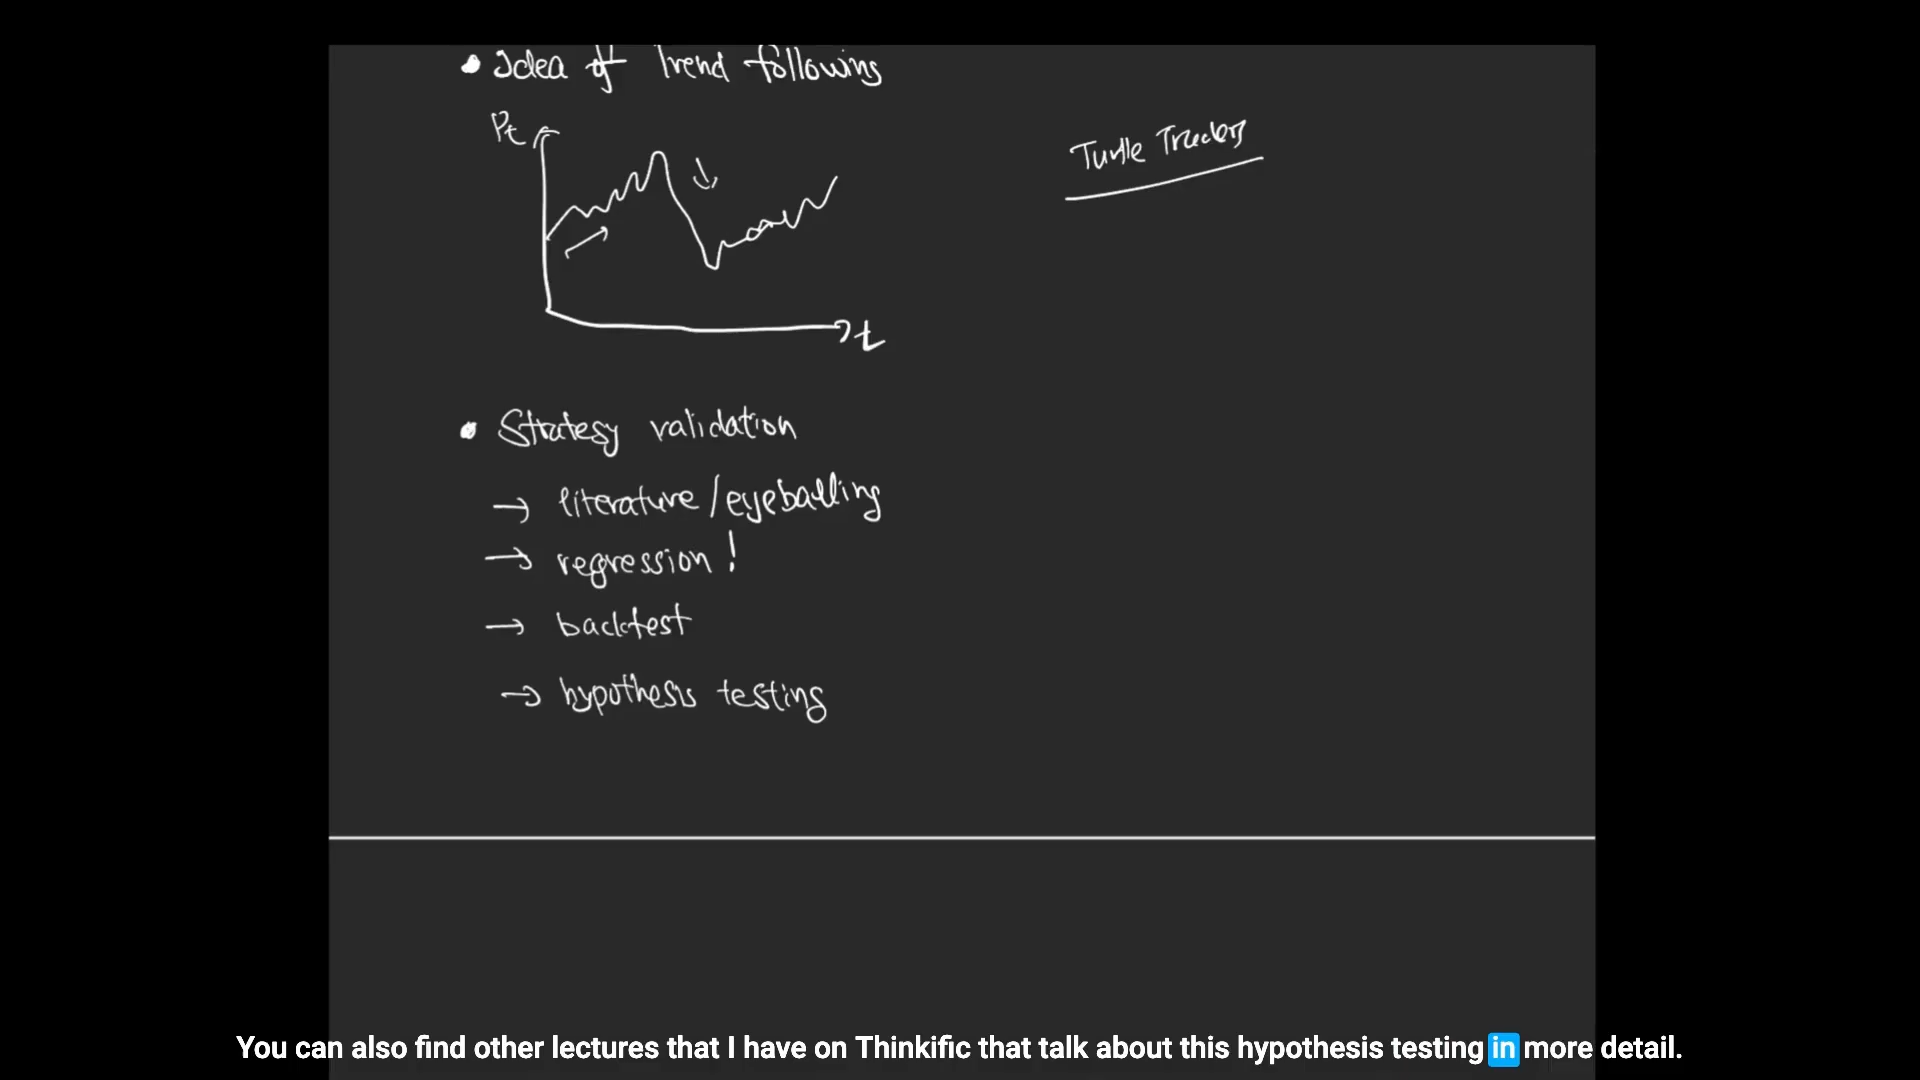 • Idea of Trend following
Pt
Turtle Traders
t
• Strategy validation
→ literature/eyeballing
→ regression!
→ backtest
→ hypothesis testing
You can also find other lectures that I have on Thinkific that talk about this hypothesis testing in more detail.